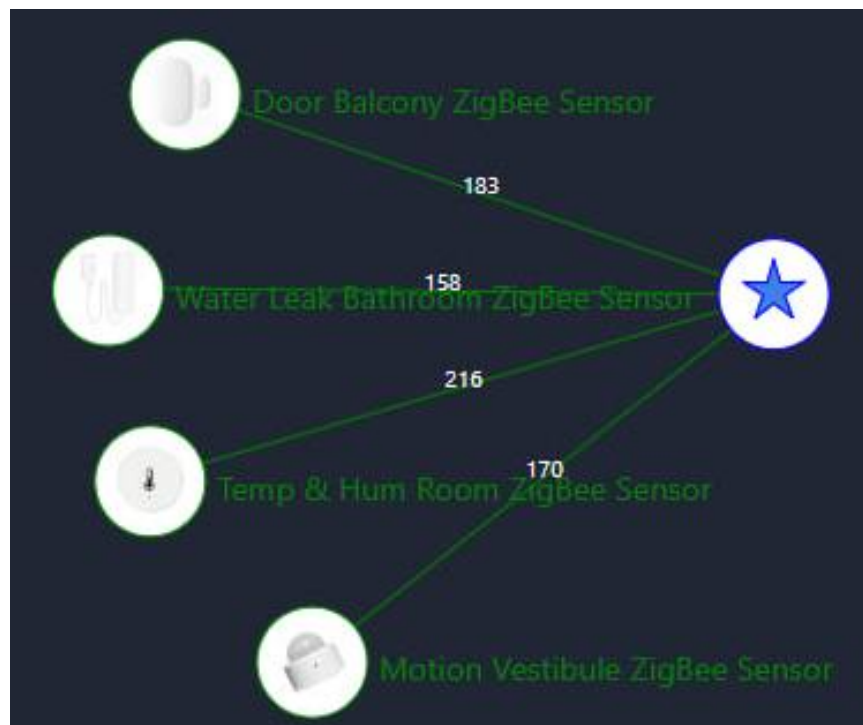 Door Balcony ZigBee Sensor
183
158
Water Leak Bathroom ZigBee Sensor
216
170
Temp & Hum Room ZigBee Sensor
Motion Vestibule ZigBee Sensor